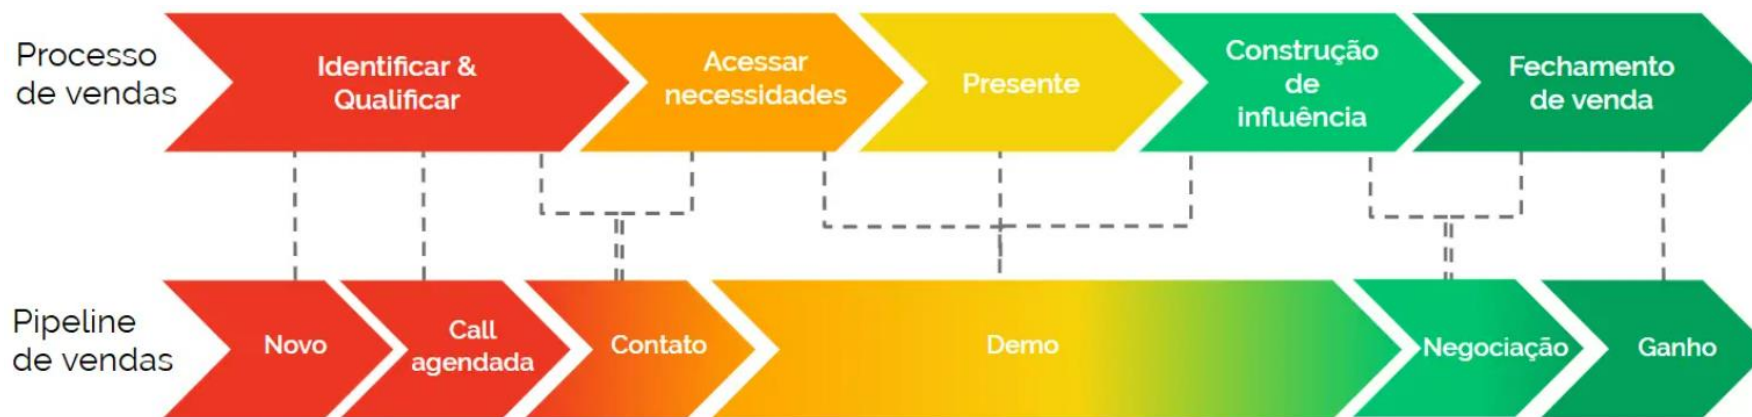 Processo
de vendas
Identificar &
Qualificar
Acessar
necessidades
Presente
Construção
de
influência
Fechamento
de venda
Pipeline
de vendas
Novo
Call
agendada
Contato
Demo
Negociação
Ganho